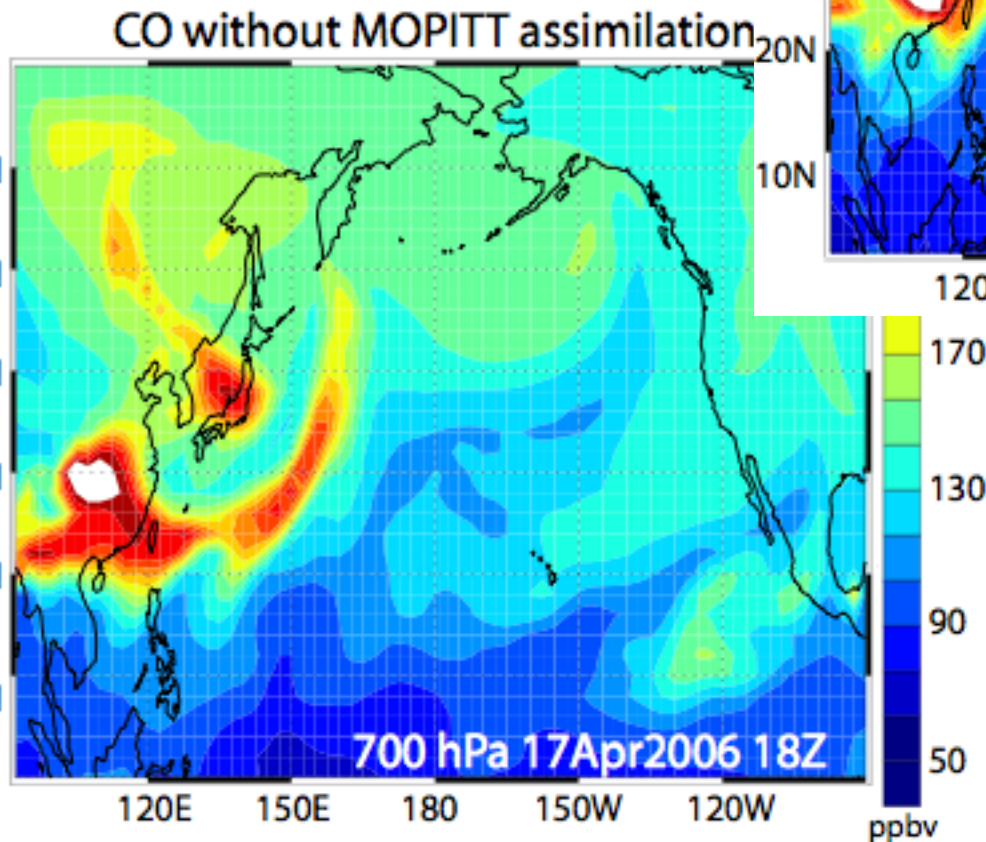 CO without MOPITT assimilation
20N
10N
120
170
130
90
50
ppbv
700 hPa 17Apr2006 18Z
120E 150E 180 150W 120W